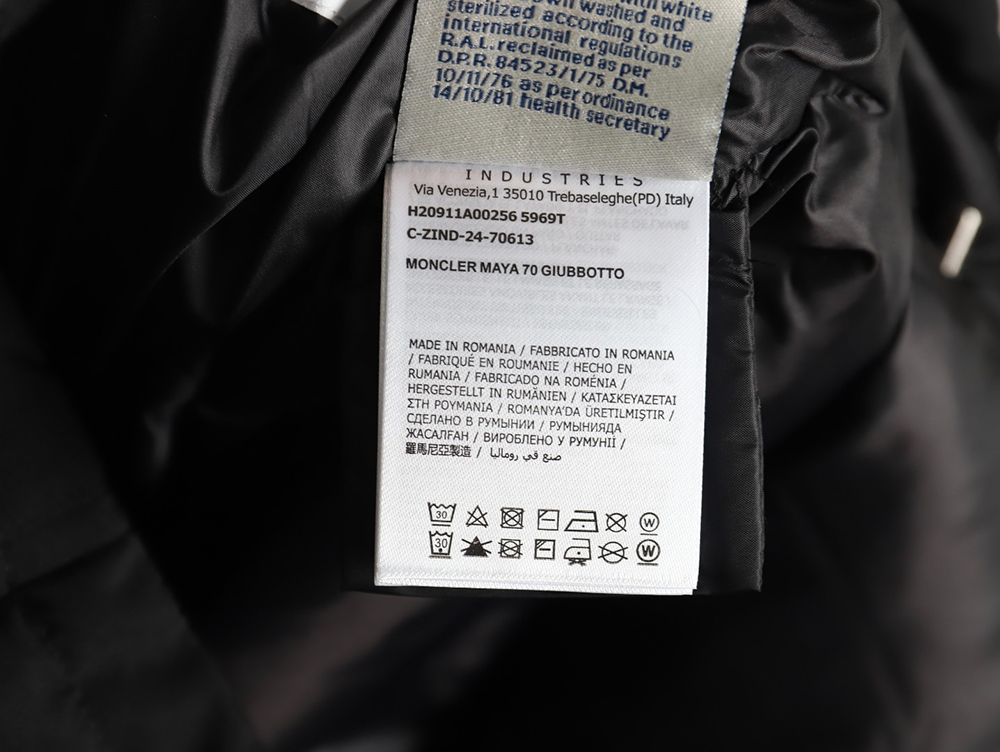 with white
own washed and
sterilized according to the
international regulations
R.A.L. reclaimed as per
D.P.R. 84523/1/75 D.M.
10/11/76 as per ordinance
14/10/81 health secretary
INDUSTRIES
Via Venezia,1 35010 Trebaseleghe(PD) Italy
H20911A00256 5969T
C-ZIND-24-70613
MONCLER MAYA 70 GIUBBOTTO
MADE IN ROMANIA / FABBRICATO IN ROMANIA
/ FABRIQUÉ EN ROUMANIE / HECHO EN
RUMANIA / FABRICADO NA ROMÉNIA /
HERGESTELLT IN RUMÄNIEN / ΚΑΤΑΣΚΕΥΑΖΕΤΑΙ
ΣΤΗ ΡΟΥΜΑΝΙΑ / ROMANYA'DA ÜRETILMIŞTIR /
СДЕЛАНО В РУМЫНИИ / РУМЫНИЯДА
ЖАСАЛҒАН / ВИРОБЛЕНО У РУМУНІЇ /
羅馬尼亞製造 / صنع في رومانيا
30 W
30 W